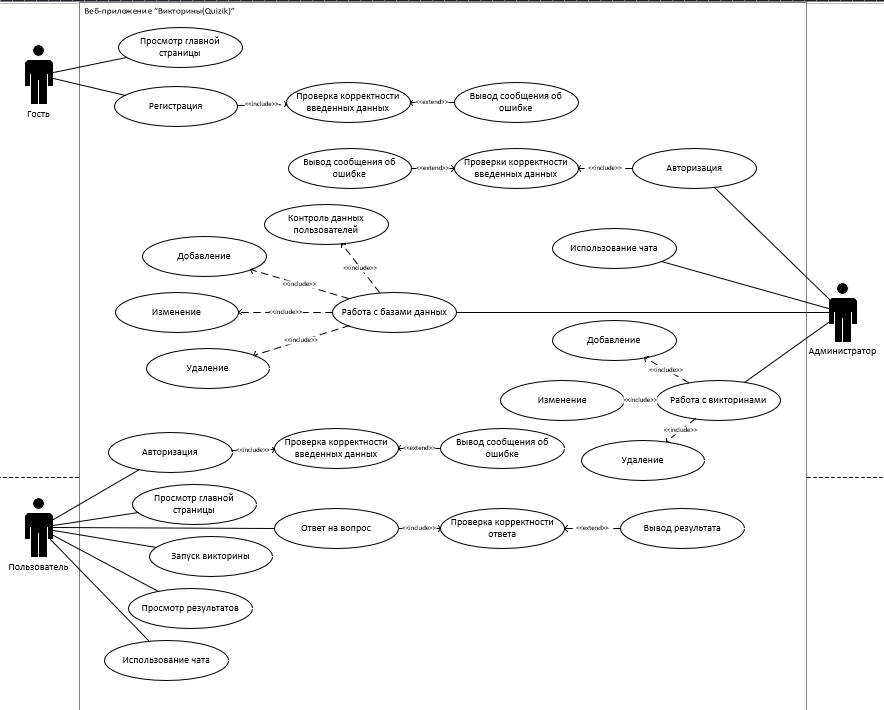 Веб-приложение "Викторины(Quizik)"
Просмотр главной
страницы
Гость
Регистрация
<<include>>
Проверка корректности
введенных данных
<<extend>>
Вывод сообщения об
ошибке
Вывод сообщения об
ошибке
<<extend>>
Проверки корректности
введенных данных
<<include>>
Авторизация
Контроль данных
пользователей
<<include>>
Добавление
<<include>>
Изменение
<<include>>
Удаление
<<include>>
Работа с базами данных
Использование чата
Администратор
Добавление
<<include>>
Изменение
<<include>>
Работа с викторинами
<<include>>
Удаление
Авторизация
<<include>>
Проверка корректности
введенных данных
<<extend>>
Вывод сообщения об
ошибке
Просмотр главной
страницы
Ответ на вопрос
<<include>>
Проверка корректности
ответа
<<extend>>
Вывод результата
Запуск викторины
Пользователь
Просмотр результатов
Использование чата